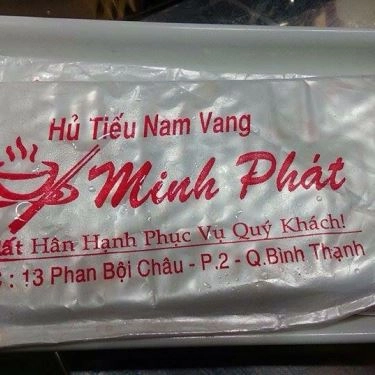 Hủ Tiếu Nam Vang
Minh Phát
ất Hân Hạnh Phục Vụ Quý Khách!
: 13 Phan Bội Châu - P.2 - Q.Bình Thạnh